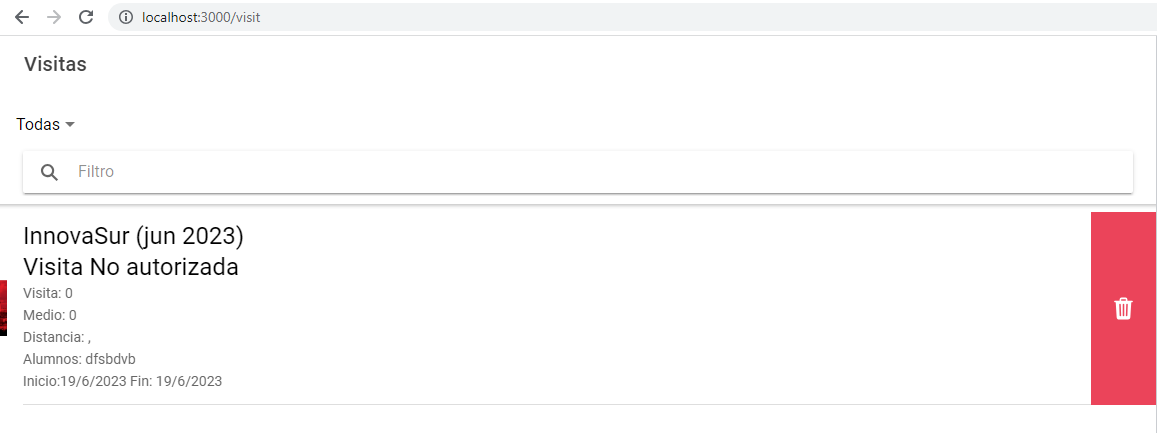 localhost:3000/visit
Visitas
Todas
Filtro
InnovaSur (jun 2023)
Visita No autorizada
Visita: 0
Medio: 0
Distancia: ,
Alumnos: dfsbdvb
Inicio:19/6/2023 Fin: 19/6/2023